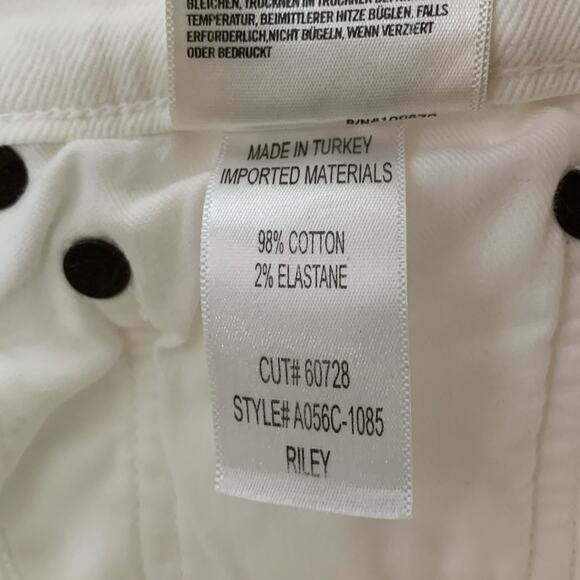 BLEICHEN, TROCKNEN IM TROCKNER BEI
TEMPERATUR, BEIMITTLERER HITZE BÜGLEN, FALLS
ERFORDERLICH,NICHT BÜGELN, WENN VERZIERT
ODER BEDRUCKT
MADE IN TURKEY
IMPORTED MATERIALS
98% COTTON
2% ELASTANE
CUT# 60728
STYLE# A056C-1085
RILEY